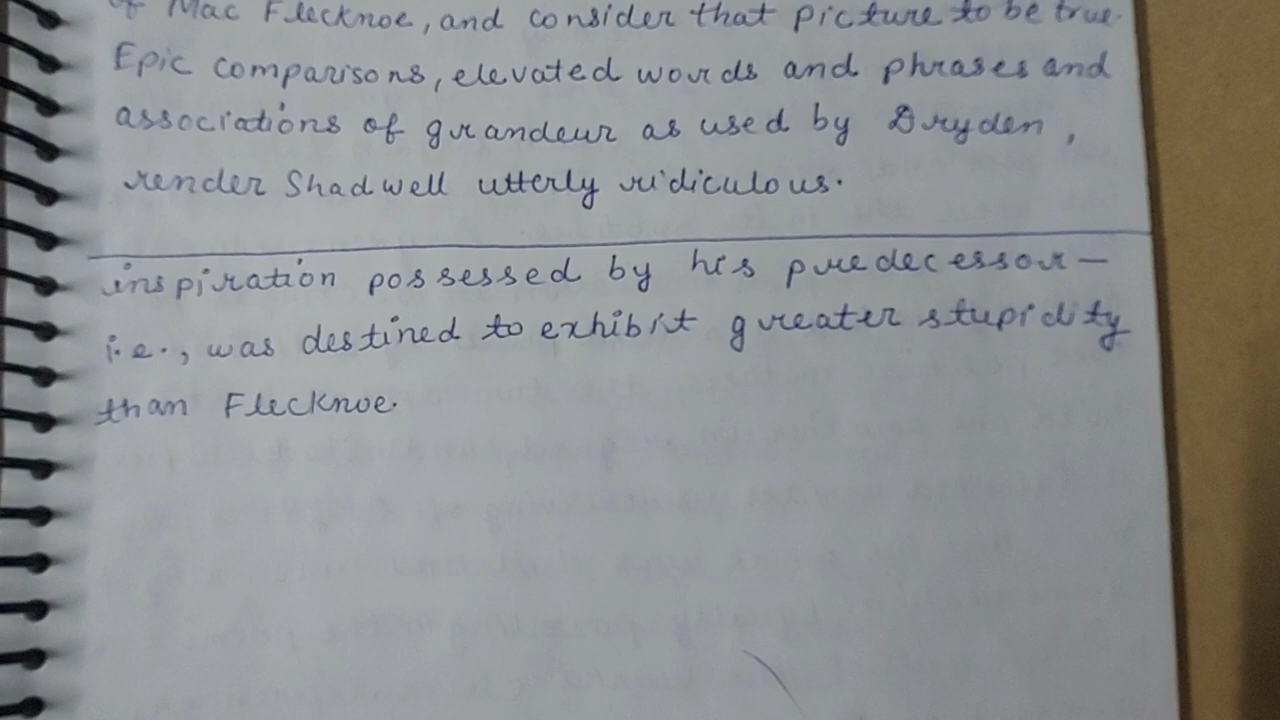 of Mac Flecknoe, and consider that picture to be true.
Epic comparisons, elevated words and phrases and
associations of grandeur as used by Dryden,
render Shadwell utterly ridiculous.
inspiration possessed by his predecessor—
i.e., was destined to exhibit greater stupidity
than Flecknoe.